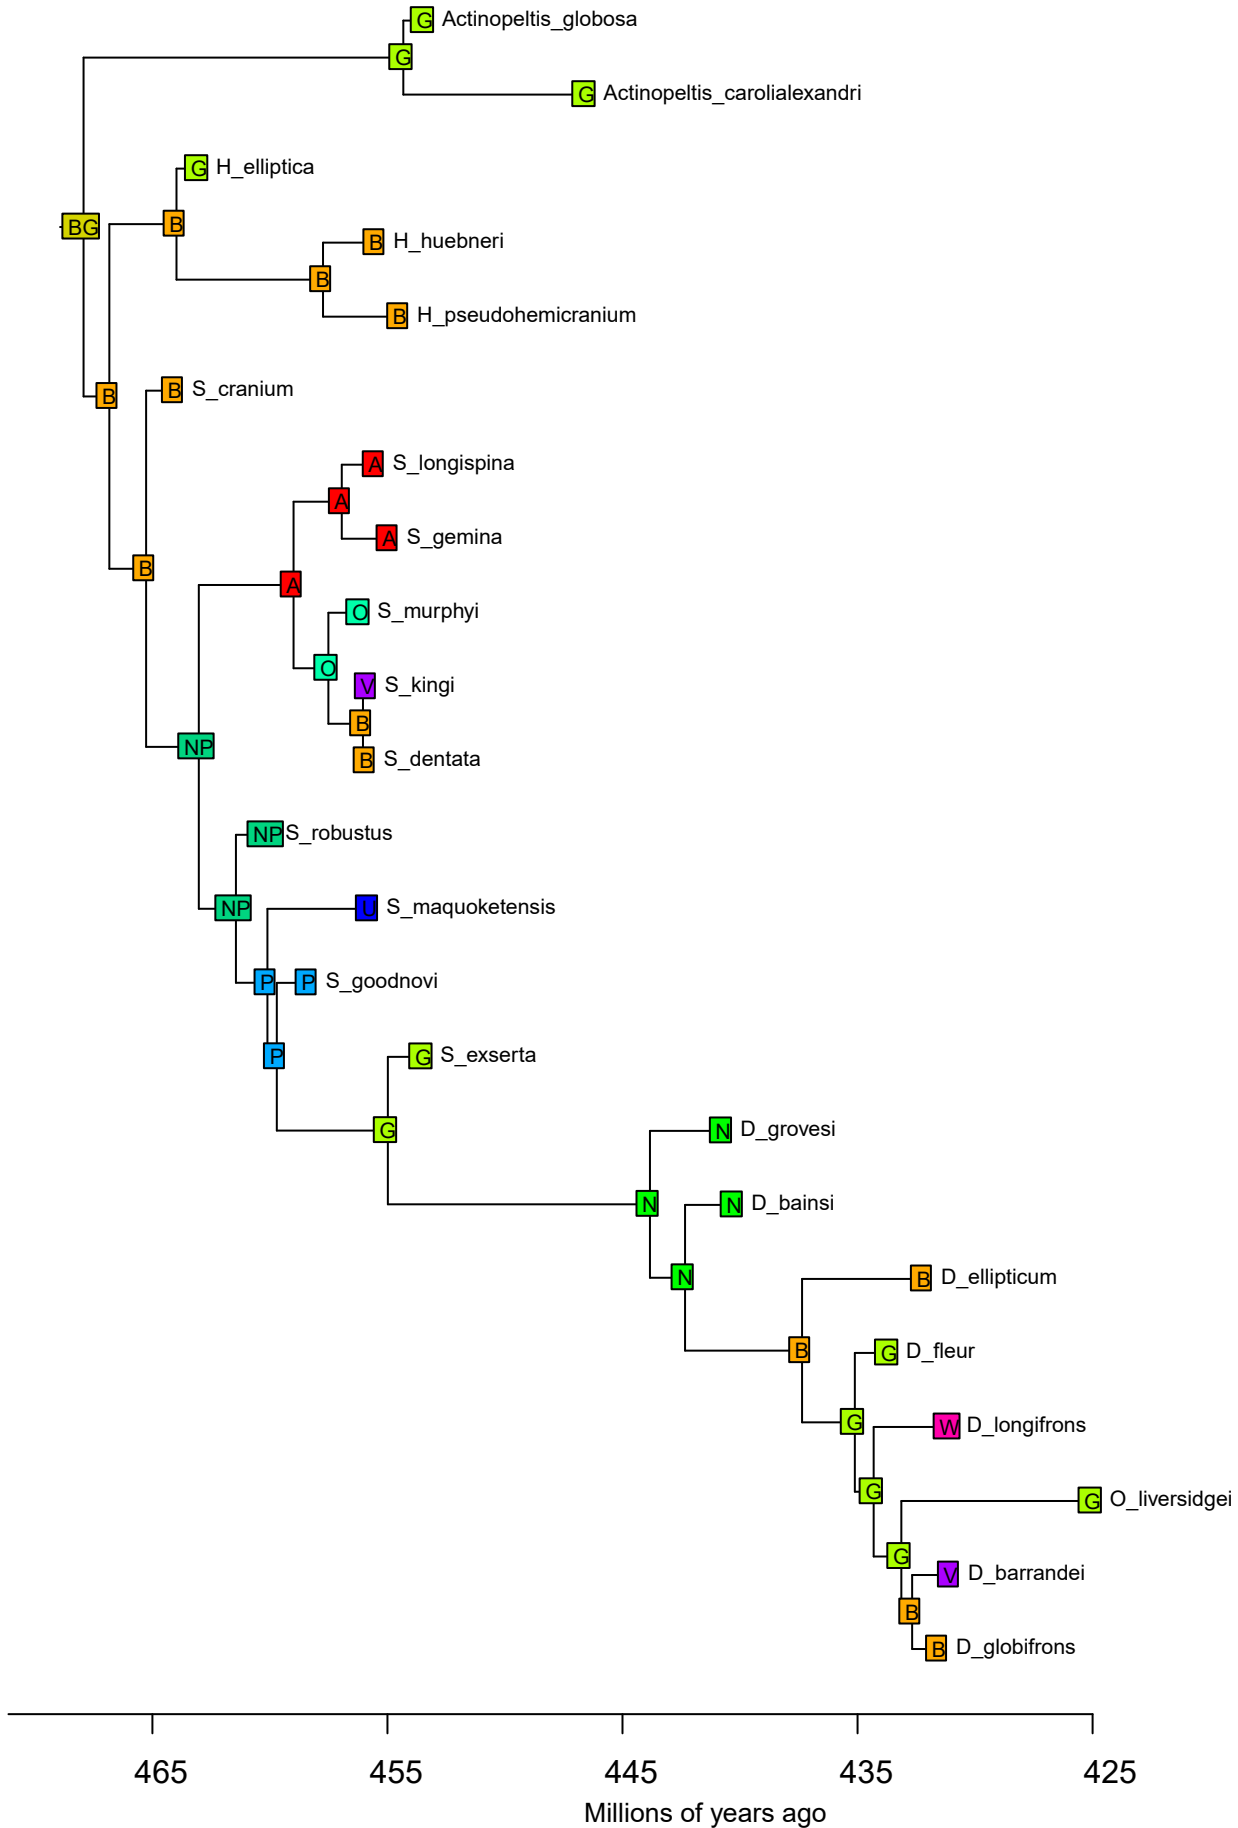 G Actinopeltis_globosa
G
G Actinopeltis_carolialexandri
G H_elliptica
BG
B
B H_huebneri
B
B H_pseudohemicranium
B S_cranium
B
A S_longispina
A
A S_gemina
B
A
O S_murphyi
O
V S_kingi
B
NP
B S_dentata
NP S_robustus
NP
U S_maquoketensis
P
P S_goodnovi
P
G S_exserta
G
N D_grovesi
N
N D_bainsi
N
B D_ellipticum
B
G D_fleur
G
W D_longifrons
G
G O_liversidgei
G
V D_barrandei
B
B D_globifrons
465 455 445 435 425
Millions of years ago